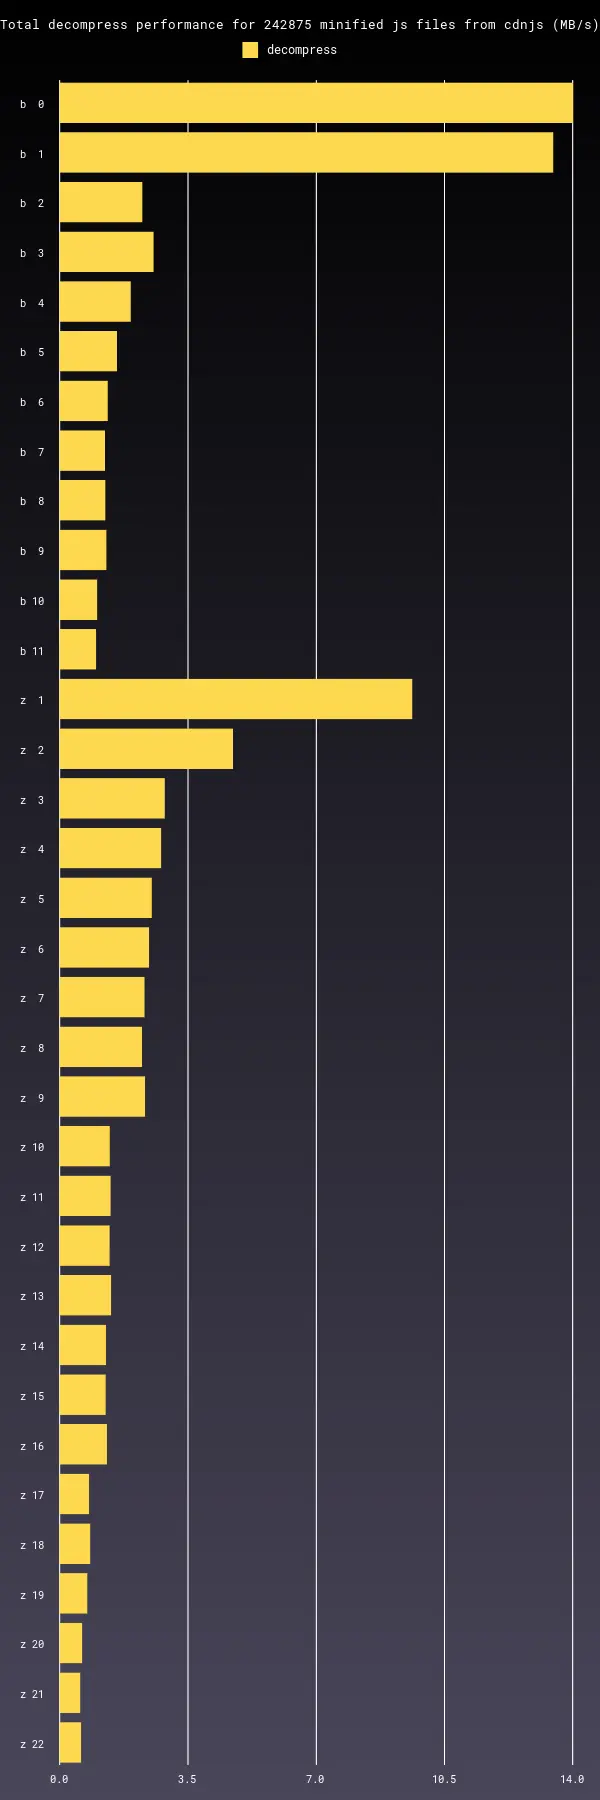 Total decompress performance for 242875 minified js files from cdnjs (MB/s)
decompress
b 0
b 1
b 2
b 3
b 4
b 5
b 6
b 7
b 8
b 9
b 10
b 11
z 1
z 2
z 3
z 4
z 5
z 6
z 7
z 8
z 9
z 10
z 11
z 12
z 13
z 14
z 15
z 16
z 17
z 18
z 19
z 20
z 21
z 22
0.0 3.5 7.0 10.5 14.0